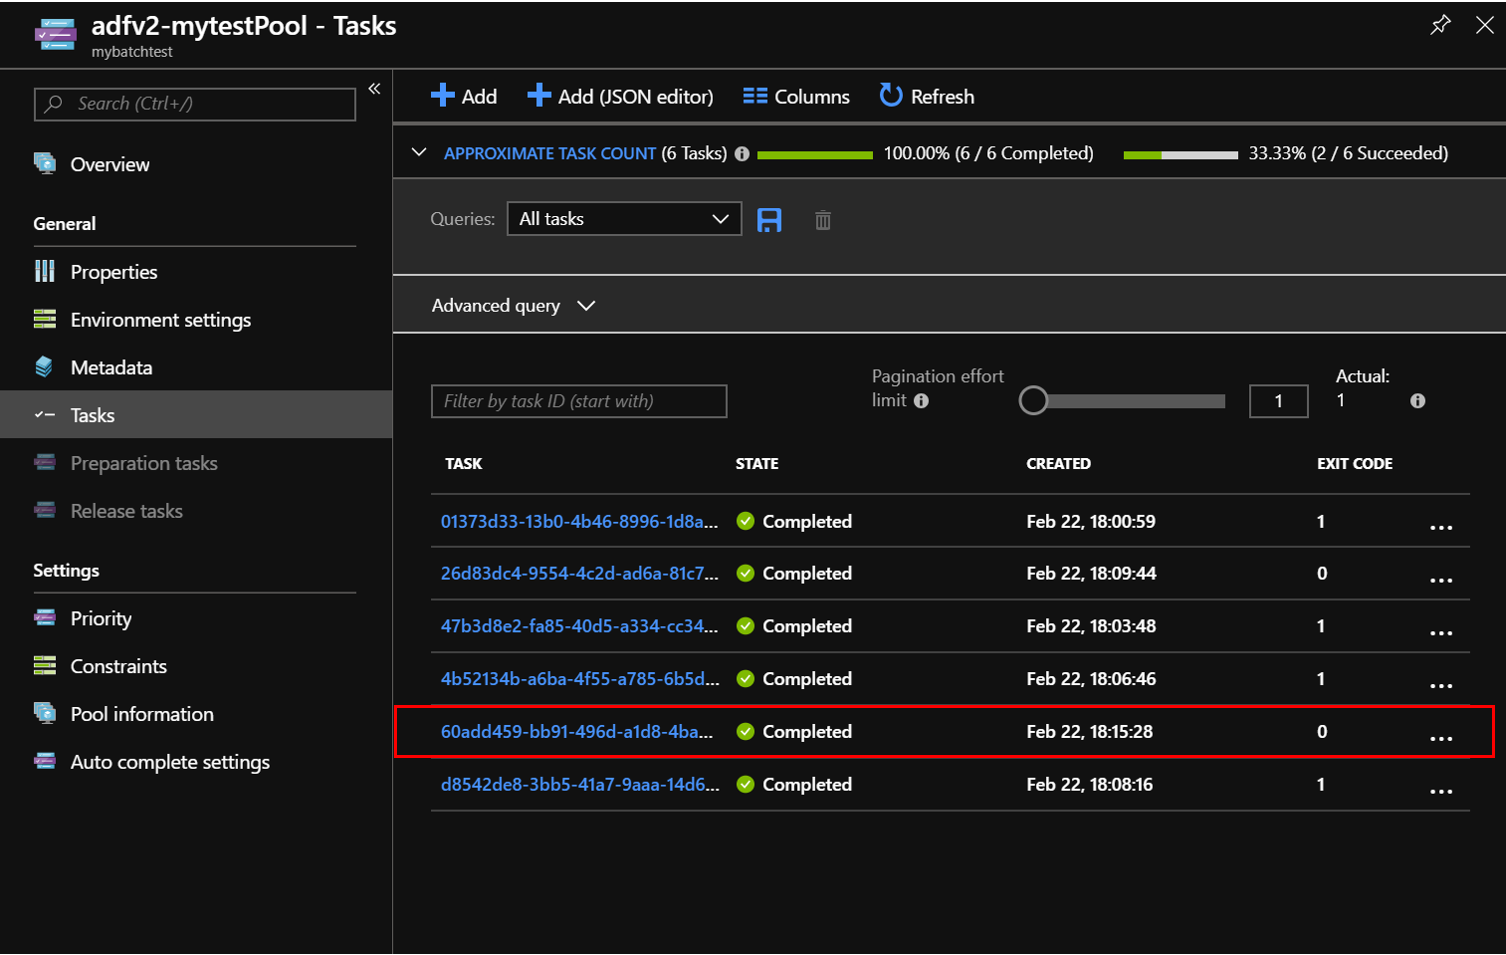 adfv2-mytestPool - Tasks
mybatchtest
Search (Ctrl+/)
Overview
General
Properties
Environment settings
Metadata
Tasks
Preparation tasks
Release tasks
Settings
Priority
Constraints
Pool information
Auto complete settings
Add Add (JSON editor) Columns Refresh
APPROXIMATE TASK COUNT (6 Tasks) 100.00% (6 / 6 Completed) 33.33% (2 / 6 Succeeded)
Queries: All tasks
Advanced query
Filter by task ID (start with)
Pagination effort
limit
1
Actual:
1
TASK STATE CREATED EXIT CODE
01373d33-13b0-4b46-8996-1d8a... Completed Feb 22, 18:00:59 1 ...
26d83dc4-9554-4c2d-ad6a-81c7... Completed Feb 22, 18:09:44 0 ...
47b3d8e2-fa85-40d5-a334-cc34... Completed Feb 22, 18:03:48 1 ...
4b52134b-a6ba-4f55-a785-6b5d... Completed Feb 22, 18:06:46 1 ...
60add459-bb91-496d-a1d8-4ba... Completed Feb 22, 18:15:28 0 ...
d8542de8-3bb5-41a7-9aaa-14d6... Completed Feb 22, 18:08:16 1 ...